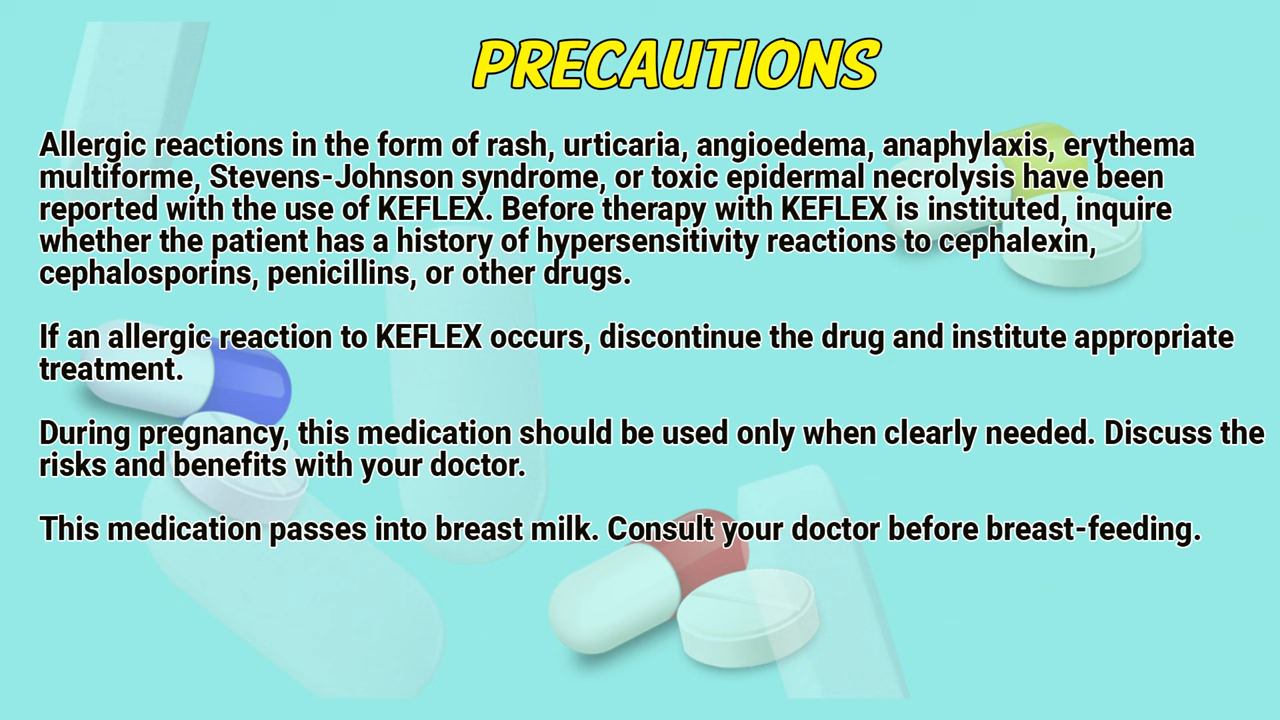 PRECAUTIONS
Allergic reactions in the form of rash, urticaria, angioedema, anaphylaxis, erythema
multiforme, Stevens-Johnson syndrome, or toxic epidermal necrolysis have been
reported with the use of KEFLEX. Before therapy with KEFLEX is instituted, inquire
whether the patient has a history of hypersensitivity reactions to cephalexin,
cephalosporins, penicillins, or other drugs.
If an allergic reaction to KEFLEX occurs, discontinue the drug and institute appropriate
treatment.
During pregnancy, this medication should be used only when clearly needed. Discuss the
risks and benefits with your doctor.
This medication passes into breast milk. Consult your doctor before breast-feeding.